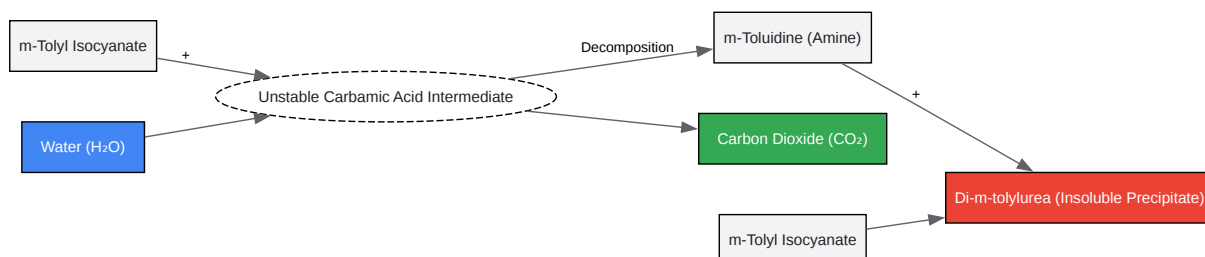 m-Tolyl Isocyanate
+
Water (H₂O)
Unstable Carbamic Acid Intermediate
Decomposition
m-Toluidine (Amine)
Carbon Dioxide (CO₂)
+
m-Tolyl Isocyanate
Di-m-tolylurea (Insoluble Precipitate)